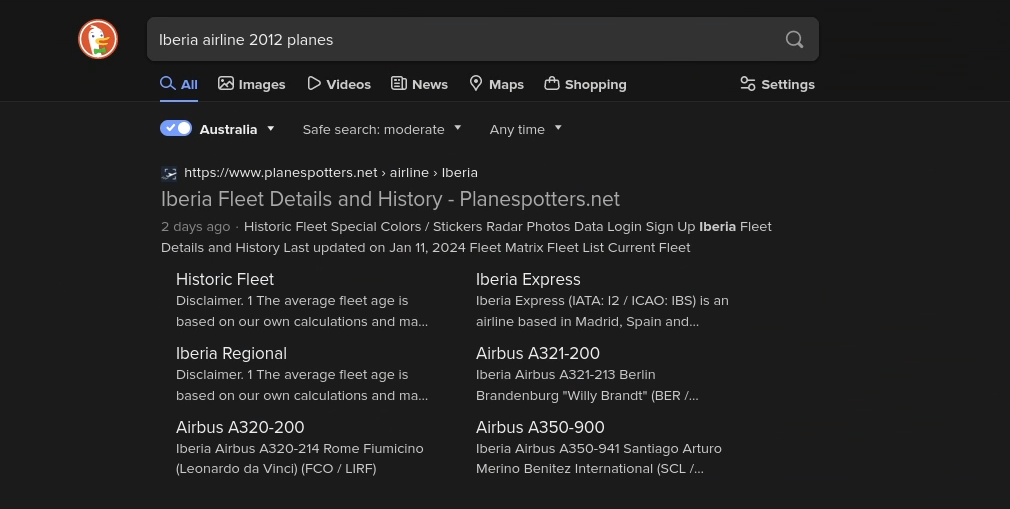 Iberia airline 2012 planes
All Images Videos News Maps Shopping Settings
Australia Safe search: moderate Any time
https://www.planespotters.net › airline › Iberia
Iberia Fleet Details and History - Planespotters.net
2 days ago · Historic Fleet Special Colors / Stickers Radar Photos Data Login Sign Up Iberia Fleet
Details and History Last updated on Jan 11, 2024 Fleet Matrix Fleet List Current Fleet
Historic Fleet
Disclaimer. 1 The average fleet age is
based on our own calculations and ma...
Iberia Express
Iberia Express (IATA: I2 / ICAO: IBS) is an
airline based in Madrid, Spain and...
Iberia Regional
Disclaimer. 1 The average fleet age is
based on our own calculations and ma...
Airbus A321-200
Iberia Airbus A321-213 Berlin
Brandenburg "Willy Brandt" (BER /...
Airbus A320-200
Iberia Airbus A320-214 Rome Fiumicino
(Leonardo da Vinci) (FCO / LIRF)
Airbus A350-900
Iberia Airbus A350-941 Santiago Arturo
Merino Benitez International (SCL /...